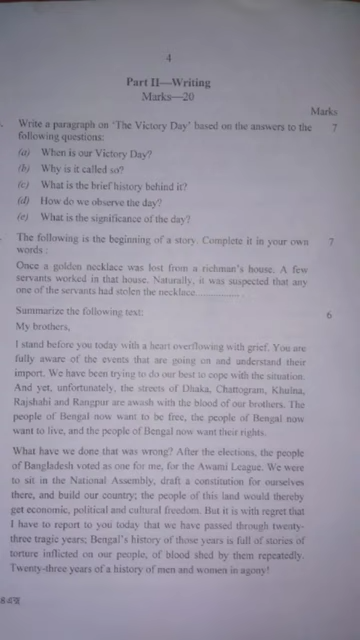 4
Part II—Writing
Marks—20
Marks
Write a paragraph on 'The Victory Day' based on the answers to the 7
following questions:
(a) When is our Victory Day?
(b) Why is it called so?
(c) What is the brief history behind it?
(d) How do we observe the day?
(e) What is the significance of the day?
The following is the beginning of a story. Complete it in your own 7
words :
Once a golden necklace was lost from a richman's house. A few
servants worked in that house. Naturally, it was suspected that any
one of the servants had stolen the necklace............... .
Summarize the following text: 6
My brothers,
I stand before you today with a heart overflowing with grief. You are
fully aware of the events that are going on and understand their
import. We have been trying to do our best to cope with the situation.
And yet, unfortunately, the streets of Dhaka, Chattogram, Khulna,
Rajshahi and Rangpur are awash with the blood of our brothers. The
people of Bengal now want to be free, the people of Bengal now
want to live, and the people of Bengal now want their rights.
What have we done that was wrong? After the elections, the people
of Bangladesh voted as one for me, for the Awami League. We were
to sit in the National Assembly, draft a constitution for ourselves
there, and build our country; the people of this land would thereby
get economic, political and cultural freedom. But it is with regret that
I have to report to you today that we have passed through twenty-
three tragic years; Bengal's history of those years is full of stories of
torture inflicted on our people, of blood shed by them repeatedly.
Twenty-three years of a history of men and women in agony!